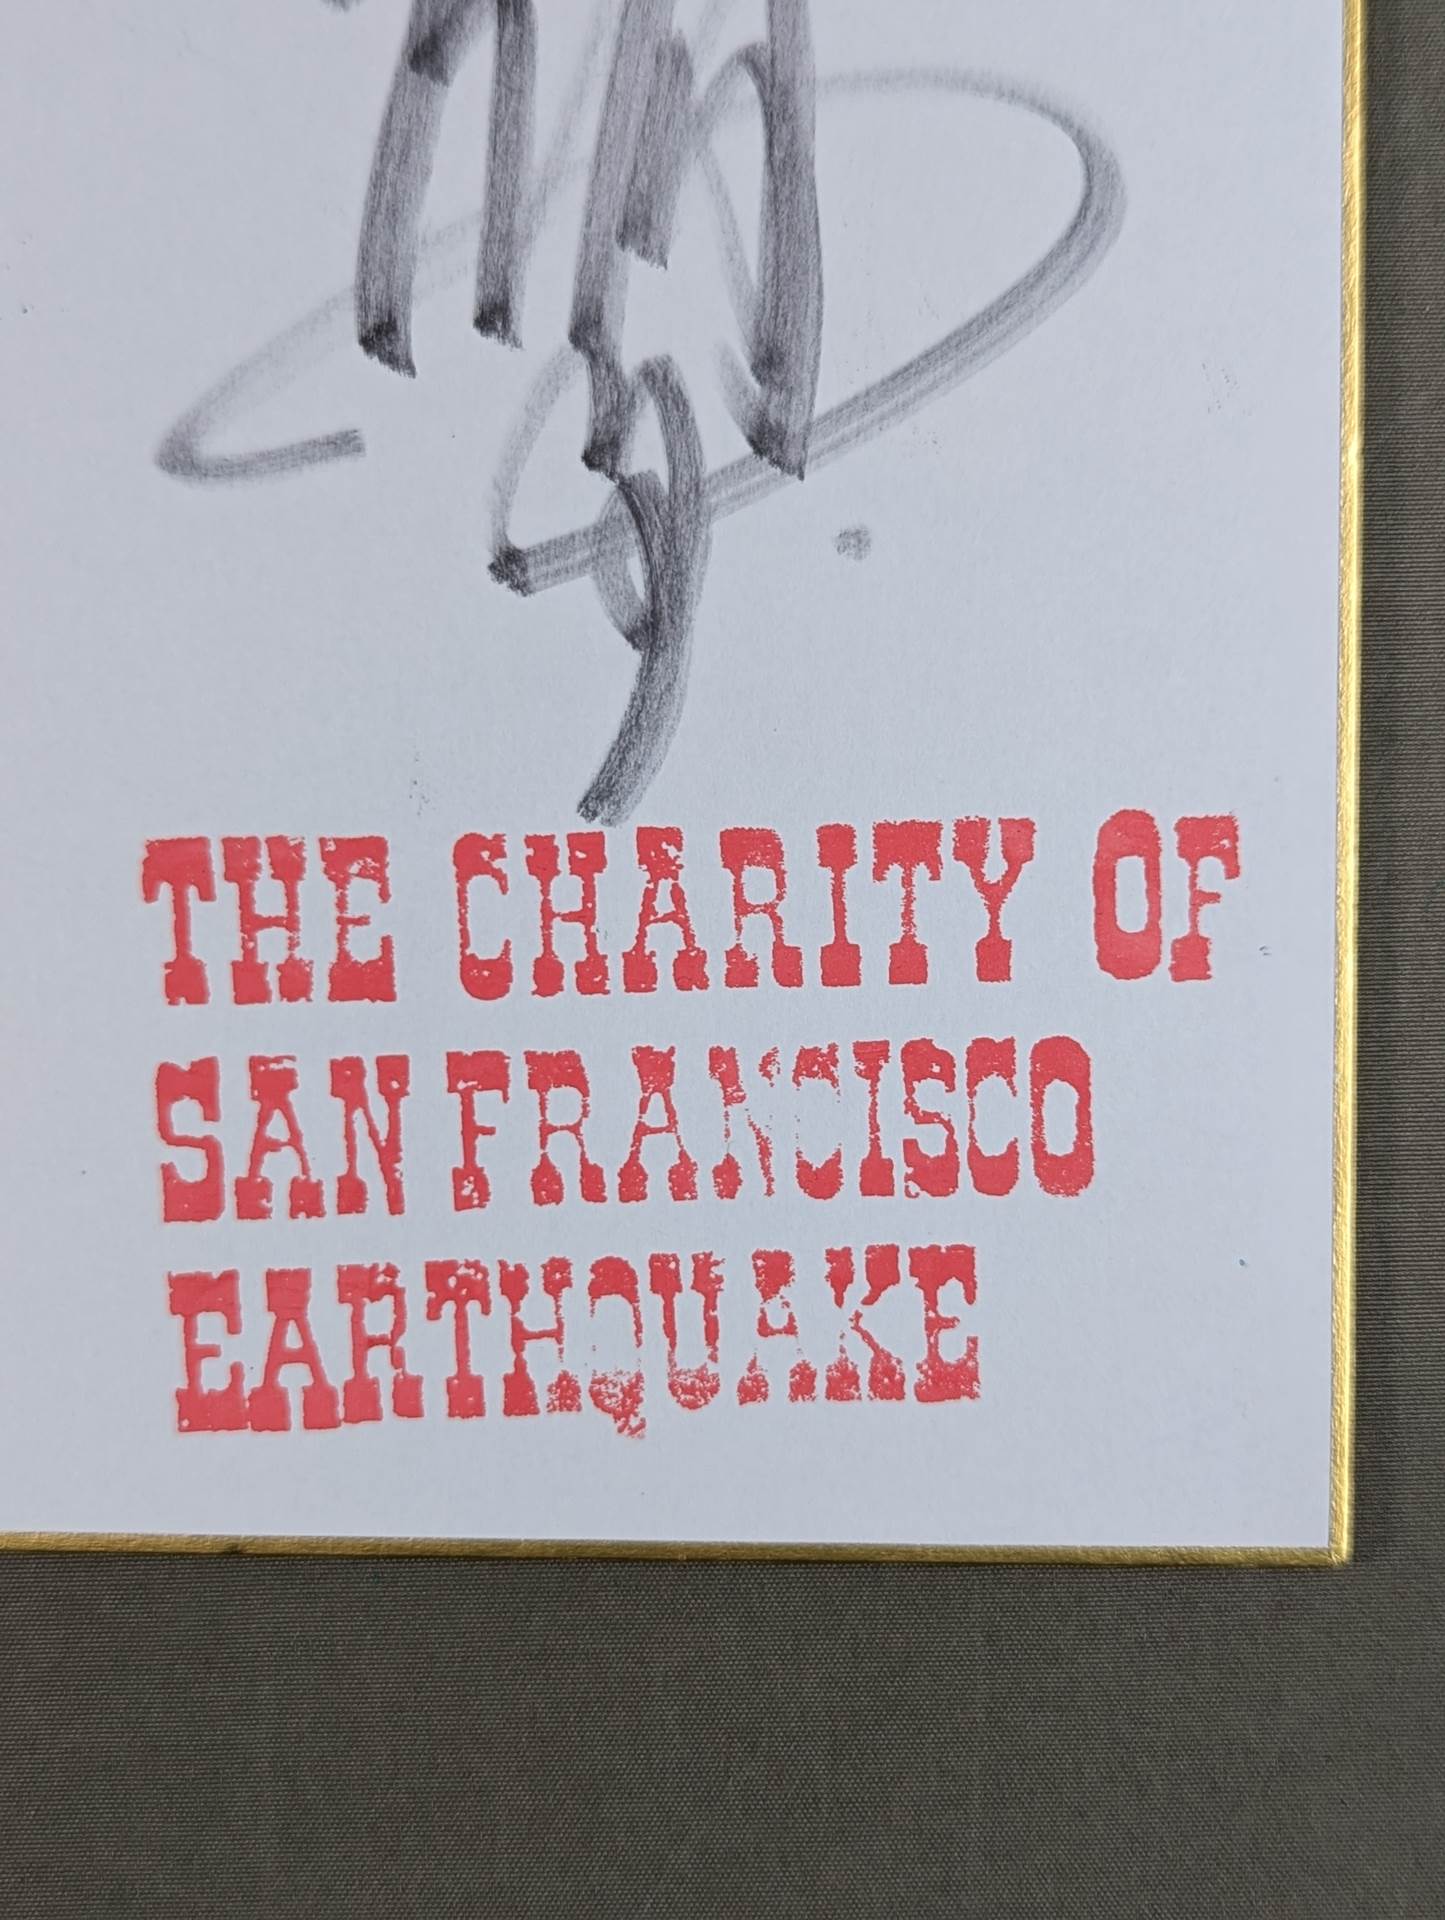 THE CHARITY OF
SAN FRANCISCO
EARTHQUAKE